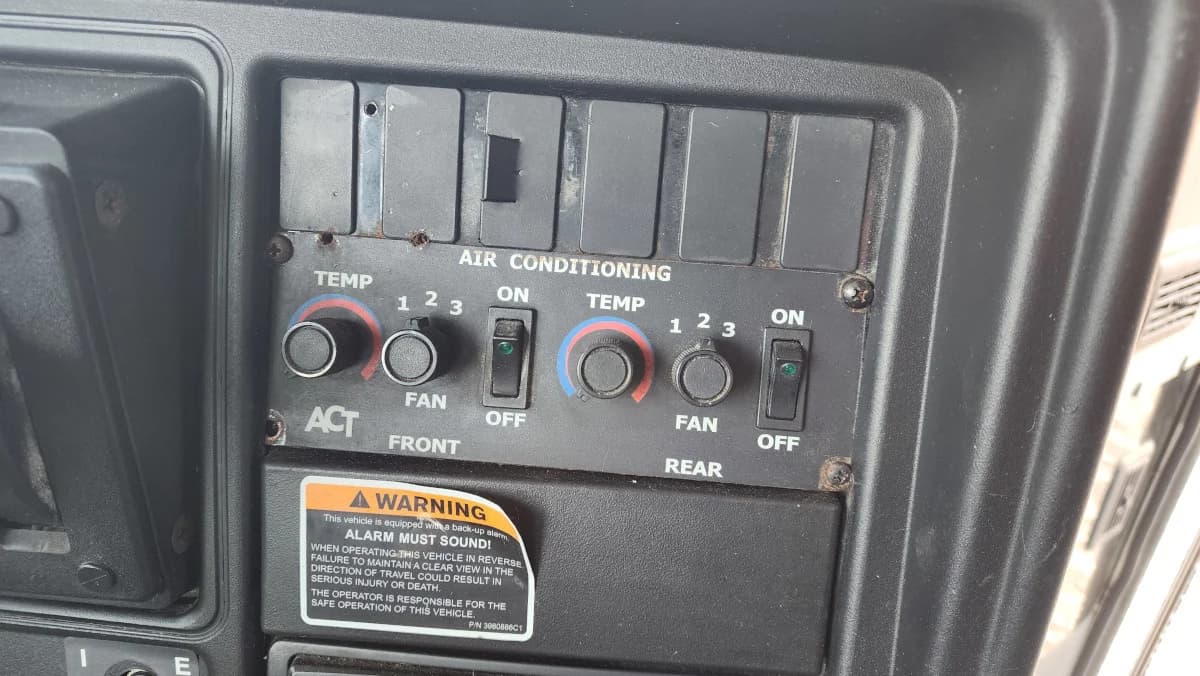 AIR CONDITIONING
TEMP
1 2 3
ON
TEMP
1 2 3
ON
FAN
OFF
FAN
OFF
ACT
FRONT
REAR
WARNING
This vehicle is equipped with a back-up alarm.
ALARM MUST SOUND!
WHEN OPERATING THIS VEHICLE IN REVERSE,
FAILURE TO MAINTAIN A CLEAR VIEW IN THE
DIRECTION OF TRAVEL COULD RESULT IN
SERIOUS INJURY OR DEATH.
THE OPERATOR IS RESPONSIBLE FOR THE
SAFE OPERATION OF THIS VEHICLE.
P/N 3980886C1
I E